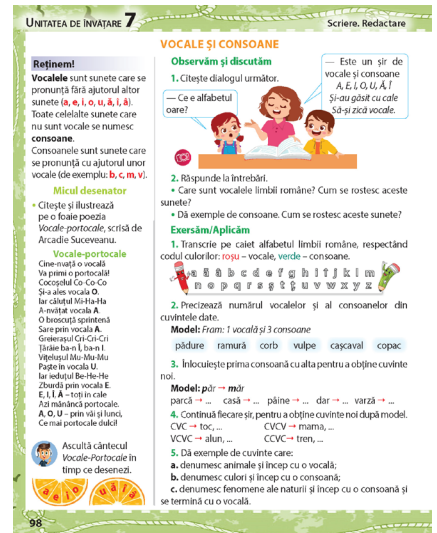 UNITATEA DE ÎNVĂȚARE 7
Scriere. Redactare
VOCALE ȘI CONSOANE
Reținem!
Vocalele sunt sunete care se
pronunță fără ajutorul altor
sunete (a, e, i, o, u, ă, î, â).
Toate celelalte sunete care
nu sunt vocale se numesc
consoane.
Consoanele sunt sunete care
se pronunță cu ajutorul unor
vocale (de exemplu: b, c, m, v).
Micul desenator
• Citește și ilustrează
pe o foaie poezia
Vocale-portocale, scrisă de
Arcadie Suceveanu.
Vocale-portocale
Cine-nvață o vocală
Va primi o portocală!
Cocoșelul Co-Co-Co
Și-a ales vocala O.
Iar căluțul Mi-Ha-Ha
A-nvățat vocala A.
O broscuță sprintenă
Sare prin vocala A.
Greierașul Cri-Cri-Cri
Țârâie ba-n Î, ba-n I.
Vițelușul Mu-Mu-Mu
Paște în vocala U.
Iar ieduțul Be-He-He
Zburdă prin vocala E.
E, I, Î, Ă – toți în cale
Azi mănâncă portocale.
A, O, U – prin văi și lunci,
Ce mai portocale dulci!
Ascultă cântecul
Vocale-Portocale în
timp ce desenezi.
a e i o
u ă î â
98
Observăm și discutăm
1. Citește dialogul următor.
— Ce e alfabetul
oare?
— Este un șir de
vocale și consoane
A, E, I, O, U, Ă, Î
Și-au găsit cu cale
Să-și zică vocale.
2. Răspunde la întrebări.
• Care sunt vocalele limbii române? Cum se rostesc aceste
sunete?
• Dă exemple de consoane. Cum se rostesc aceste sunete?
Exersăm/Aplicăm
1. Transcrie pe caiet alfabetul limbii române, respectând
codul culorilor: roșu – vocale, verde – consoane.
a ă â b c d e f g h i î j k l m
n o p q r s ș t ț u v w x y z
2. Precizează numărul vocalelor și al consoanelor din
cuvintele date.
Model: Fram: 1 vocală și 3 consoane
pădure ramură corb vulpe cașcaval copac
3. Înlocuiește prima consoană cu alta pentru a obține cuvinte
noi.
Model: păr → măr
parcă → ... casă → ... pâine → ... dar → ... varză → ...
4. Continuă fiecare șir, pentru a obține cuvinte noi după model.
CVC → toc, ... CVCV → mama, ...
VCVC → alun, ... CCVC → tren, ...
5. Dă exemple de cuvinte care:
a. denumesc animale și încep cu o vocală;
b. denumesc culori și încep cu o consoană;
c. denumesc fenomene ale naturii și încep cu o consoană și
se termină cu o vocală.